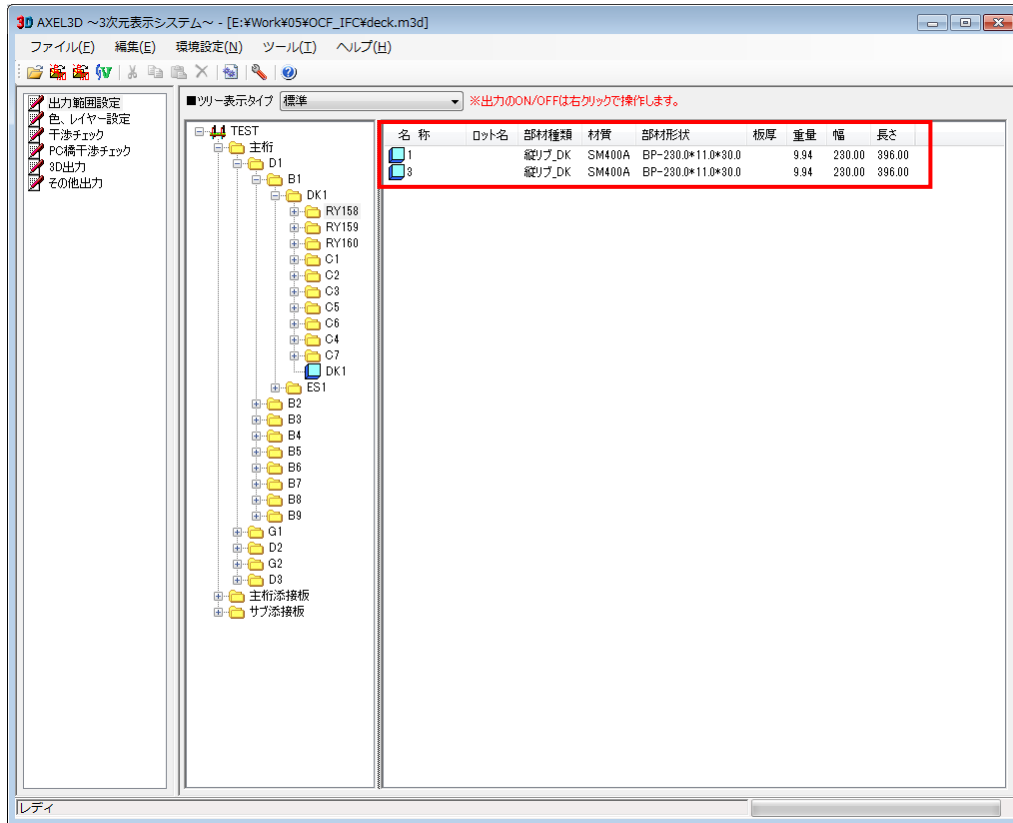 3D AXEL3D ～3次元表示システム～ - [E:¥Work¥05¥OCF_IFC¥deck.m3d]
ファイル(F) 編集(E) 環境設定(N) ツール(T) ヘルプ(H)
出力範囲設定
色、レイヤー設定
干渉チェック
PC橋干渉チェック
3D出力
その他出力
■ツリー表示タイプ 標準 ※出力のON/OFFは右クリックで操作します。
TEST
主桁
D1
B1
DK1
RY158
RY159
RY160
C1
C2
C3
C5
C6
C4
C7
DK1
ES1
B2
B3
B4
B5
B6
B7
B8
B9
G1
D2
G2
D3
主桁添接板
サブ添接板
名 称 ロット名 部材種類 材質 部材形状 板厚 重量 幅 長さ
1 縦リブ_DK SM400A BP-230.0*11.0*30.0 9.94 230.00 396.00
3 縦リブ_DK SM400A BP-230.0*11.0*30.0 9.94 230.00 396.00
レディ